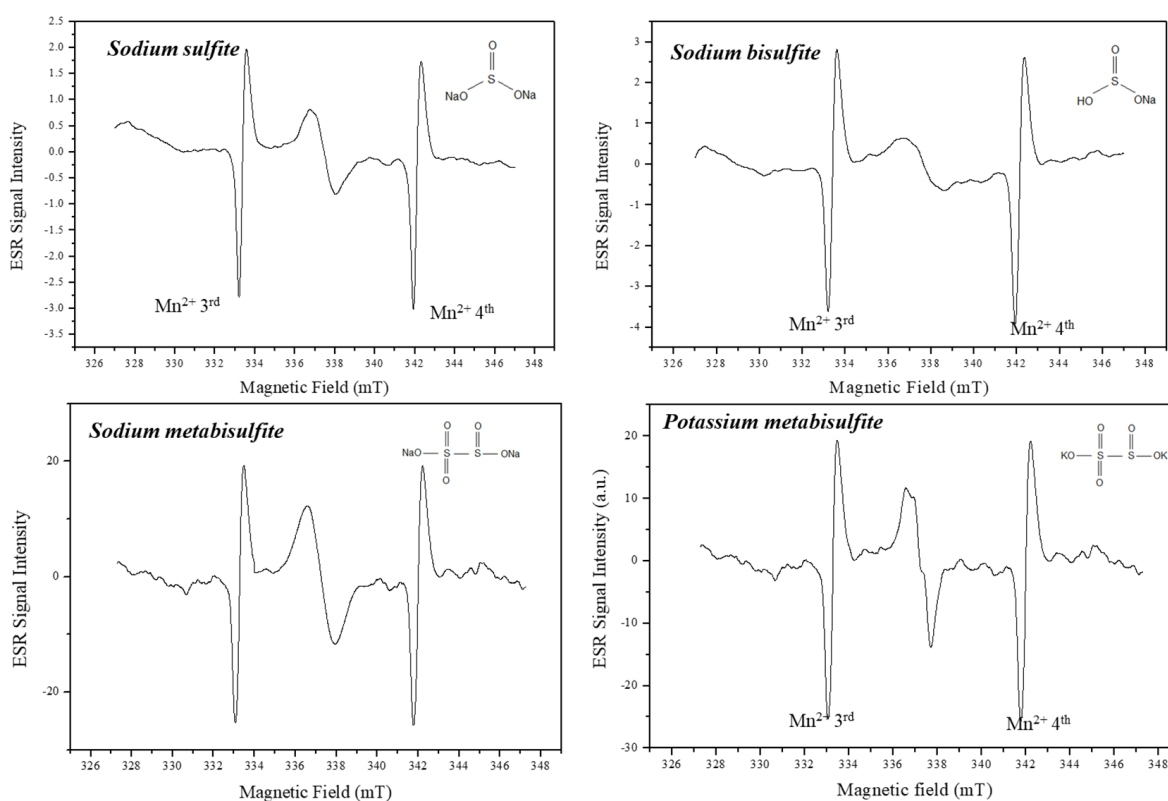 Sodium sulfite
O
S
NaO
ONa
2.5
2.0
1.5
1.0
0.5
0.0
-0.5
-1.0
-1.5
-2.0
-2.5
-3.0
-3.5
ESR Signal Intensity
Mn²⁺ 3ʳᵈ
Mn²⁺ 4ᵗʰ
326 328 330 332 334 336 338 340 342 344 346 348
Magnetic Field (mT)
Sodium bisulfite
O
S
HO
ONa
3
2
1
0
-1
-2
-3
-4
ESR Signal Intensity
Mn²⁺ 3ʳᵈ
Mn²⁺ 4ᵗʰ
326 328 330 332 334 336 338 340 342 344 346 348
Magnetic Field (mT)
Sodium metabisulfite
O O
NaO S S ONa
O
20
0
-20
ESR Signal Intensity
326 328 330 332 334 336 338 340 342 344 346 348
Magnetic Field (mT)
Potassium metabisulfite
O O
KO S S OK
O
20
10
0
-10
-20
-30
ESR Signal Intensity (a.u.)
Mn²⁺ 3ʳᵈ
Mn²⁺ 4ᵗʰ
326 328 330 332 334 336 338 340 342 344 346 348
Magnetic field (mT)